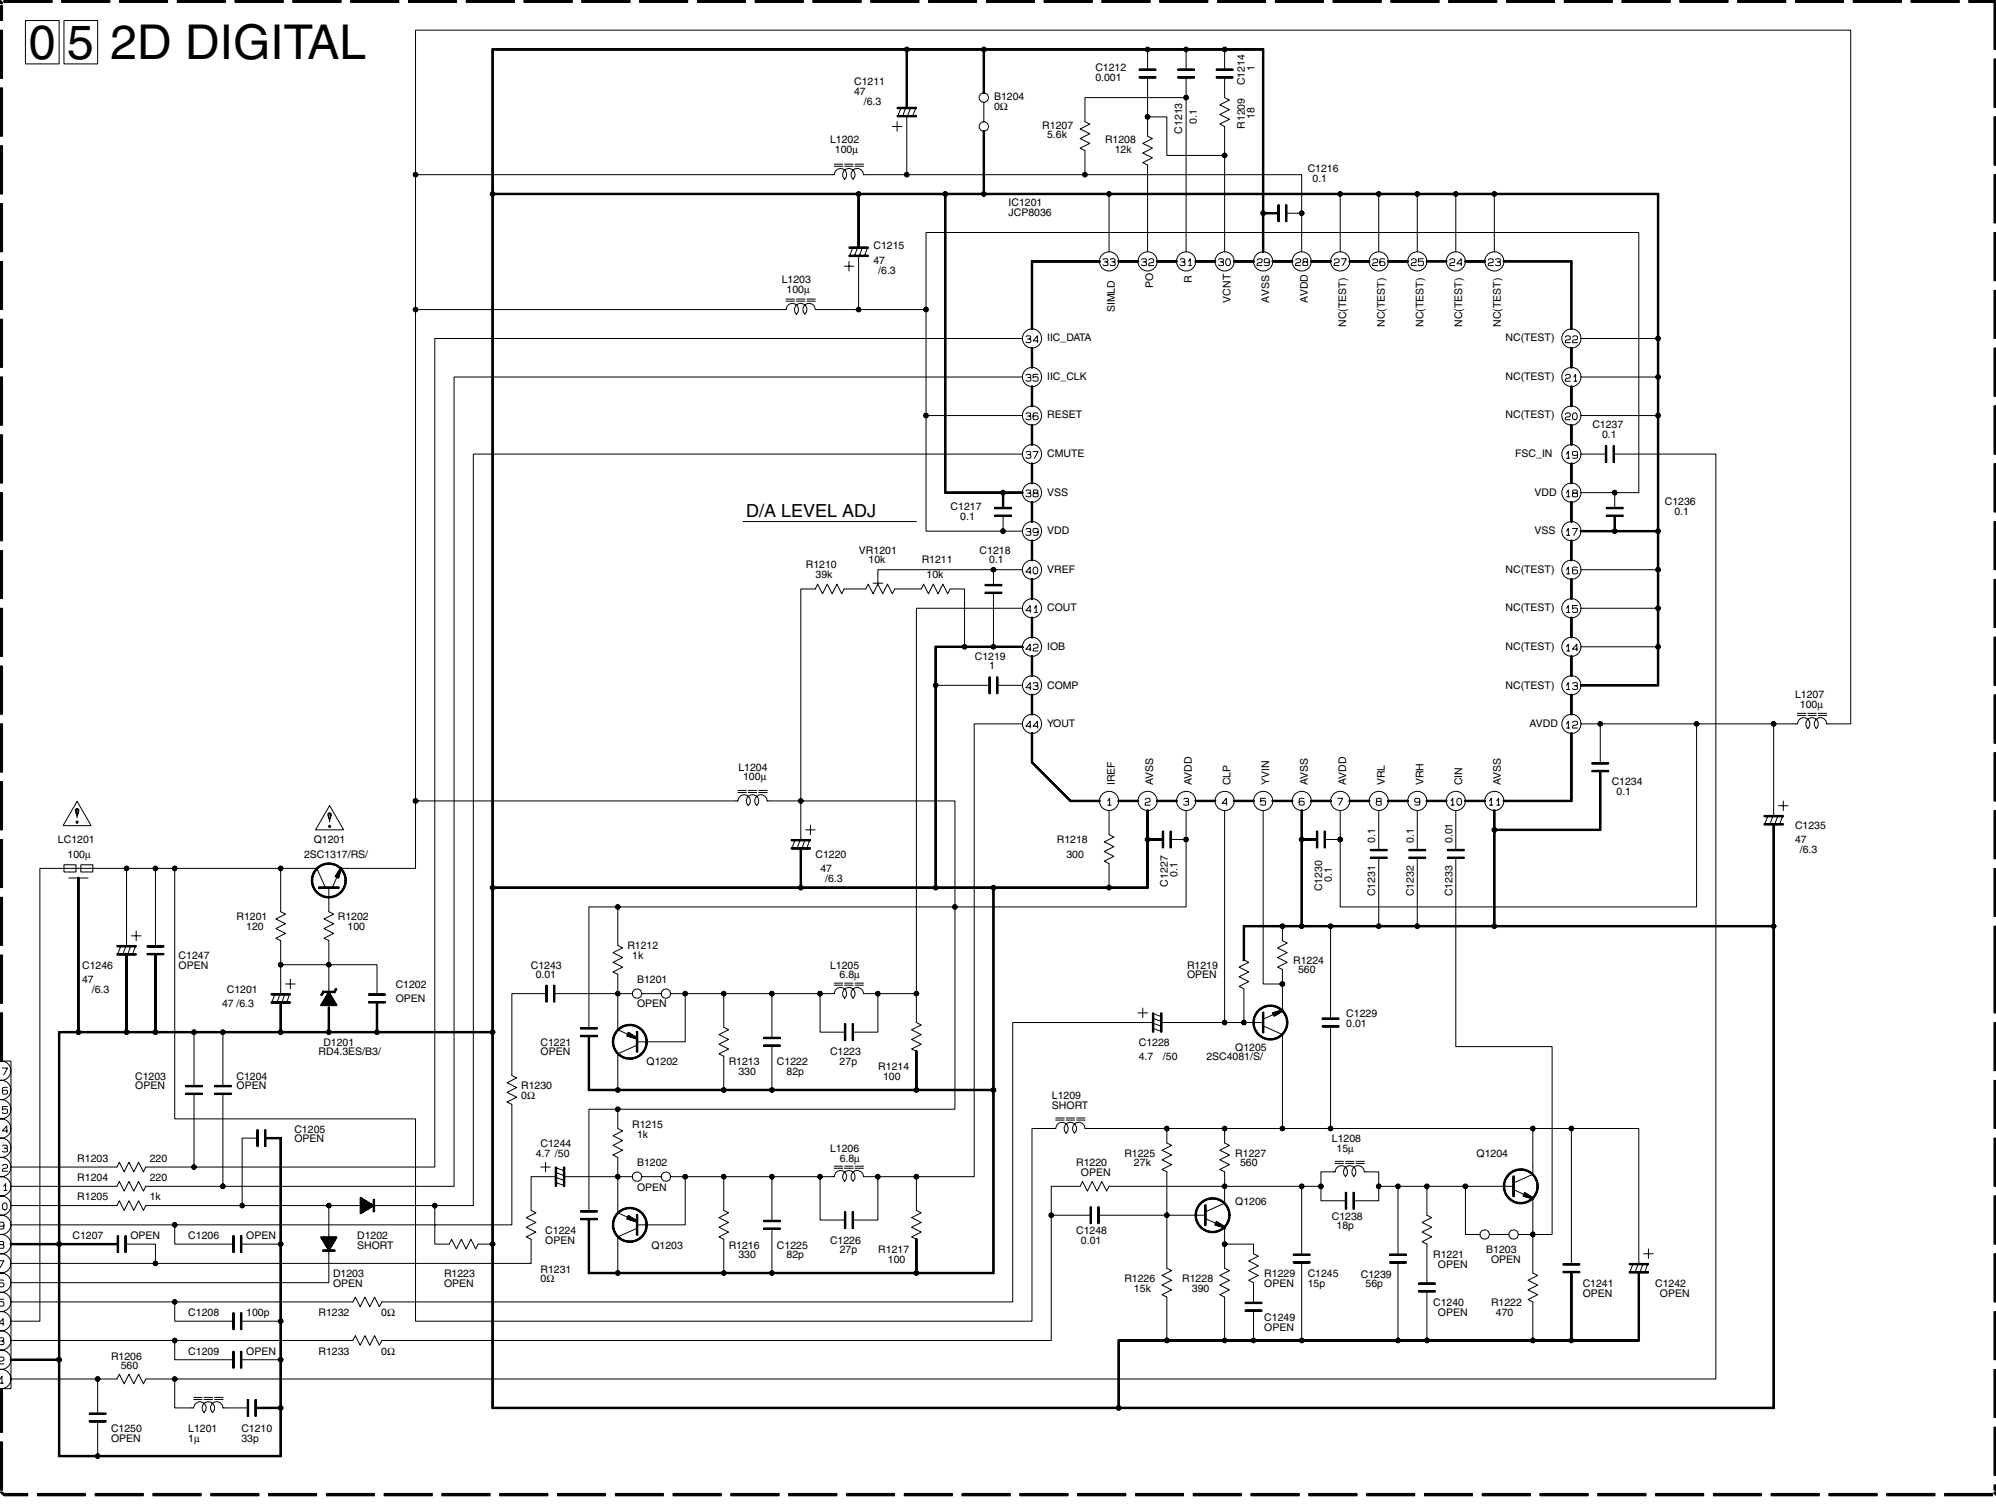 05 2D DIGITAL
C1211
47
/6.3
B1204
0Ω
C1212
0.001
C1213
0.1
C1214
1
R1209
18
R1207
5.6k
R1208
12k
L1202
100µ
C1216
0.1
IC1201
JCP8036
C1215
47
/6.3
L1203
100µ
33 32 31 30 29 28 27 26 25 24 23
SIMLD
PO
R
VCNT
AVSS
AVDD
NC(TEST)
NC(TEST)
NC(TEST)
NC(TEST)
NC(TEST)
34 IIC_DATA
35 IIC_CLK
36 RESET
37 CMUTE
38 VSS
39 VDD
40 VREF
41 COUT
42 IOB
43 COMP
44 YOUT
NC(TEST) 22
NC(TEST) 21
NC(TEST) 20
FSC_IN 19
VDD 18
VSS 17
NC(TEST) 16
NC(TEST) 15
NC(TEST) 14
NC(TEST) 13
AVDD 12
C1237
0.1
C1236
0.1
C1217
0.1
D/A LEVEL ADJ
R1210
39k
VR1201
10k
R1211
10k
C1218
0.1
C1219
1
L1207
100µ
IREF
AVSS
AVDD
CLP
YVIN
AVSS
AVDD
VRL
VRH
CIN
AVSS
1 2 3 4 5 6 7 8 9 10 11
C1234
0.1
C1235
47
/6.3
L1204
100µ
C1220
47
/6.3
R1218
300
C1227
0.1
C1230
0.1
C1231
0.1
C1232
0.1
C1233
0.01
LC1201
100µ
Q1201
2SC1317/RS/
R1201
120
R1202
100
C1246
47
/6.3
C1247
OPEN
C1201
47 /6.3
C1202
OPEN
D1201
RD4.3ES/B3/
C1243
0.01
R1212
1k
B1201
OPEN
L1205
6.8µ
C1221
OPEN
Q1202
R1213
330
C1222
82p
C1223
27p
R1214
100
R1230
0Ω
R1219
OPEN
R1224
560
C1228
4.7 /50
Q1205
2SC4081/S/
C1229
0.01
C1203
OPEN
C1204
OPEN
C1205
OPEN
R1203 220
R1204 220
R1205 1k
C1207 OPEN
C1206 OPEN
D1202
SHORT
D1203
OPEN
R1223
OPEN
C1244
4.7 /50
R1215
1k
B1202
OPEN
L1206
6.8µ
C1224
OPEN
Q1203
R1216
330
C1225
82p
C1226
27p
R1217
100
R1231
0Ω
L1209
SHORT
R1220
OPEN
R1225
27k
R1227
560
L1208
15µ
Q1204
Q1206
C1238
18p
C1248
0.01
R1226
15k
R1228
390
R1229
OPEN
C1249
OPEN
C1245
15p
C1239
56p
R1221
OPEN
C1240
OPEN
B1203
OPEN
R1222
470
C1241
OPEN
C1242
OPEN
C1208 100p
R1232 0Ω
C1209 OPEN
R1233 0Ω
R1206
560
C1250
OPEN
L1201
1µ
C1210
33p